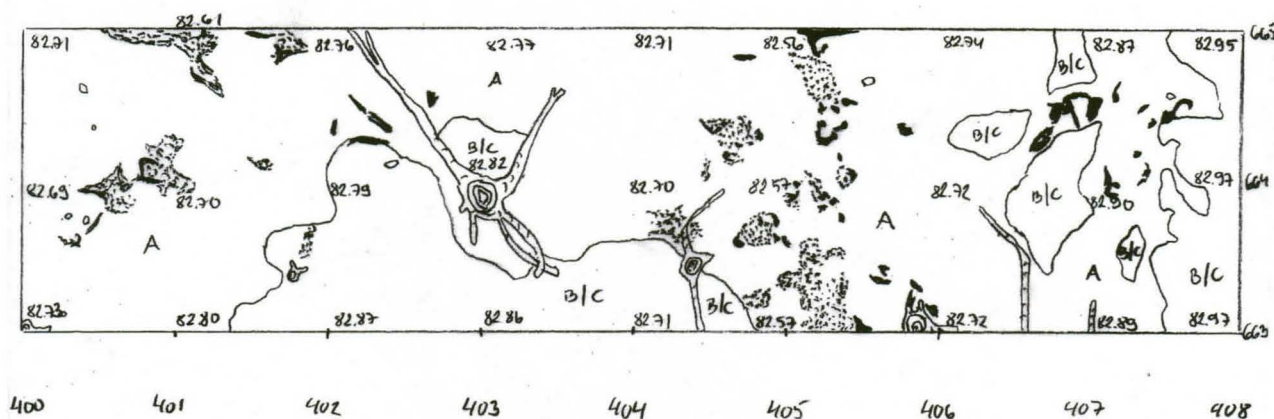 82.61
82.71 82.76 82.77 82.71 82.56 82.74 82.87 82.95 665
A B/C
B/C B/C
82.82
82.69 82.70 82.79 82.70 82.57 82.72 B/C 82.90 82.97 664
A A
B/C
B/C B/C A B/C
82.73 82.80 82.87 82.86 82.71 82.57 82.72 82.89 82.97 663
400 401 402 403 404 405 406 407 408